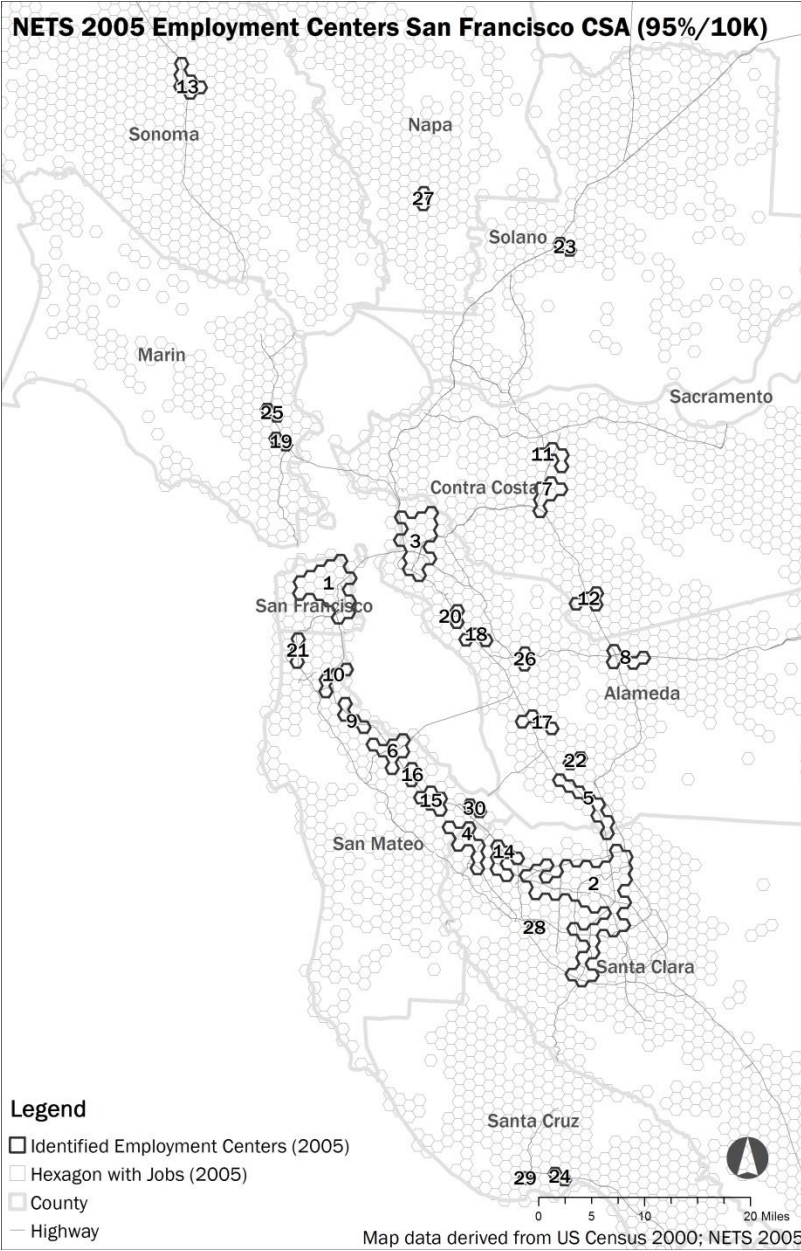 NETS 2005 Employment Centers San Francisco CSA (95%/10K)
13
Sonoma
Napa
27
Solano
23
Marin
Sacramento
25
19
11
Contra Costa
7
3
1
San Francisco
12
20
18
21
26
8
10
Alameda
9
17
6
22
16
5
15
30
San Mateo
4
14
2
28
Santa Clara
Legend
Santa Cruz
Identified Employment Centers (2005)
Hexagon with Jobs (2005)
29
24
County
0 5 10 20 Miles
Highway
Map data derived from US Census 2000; NETS 2005